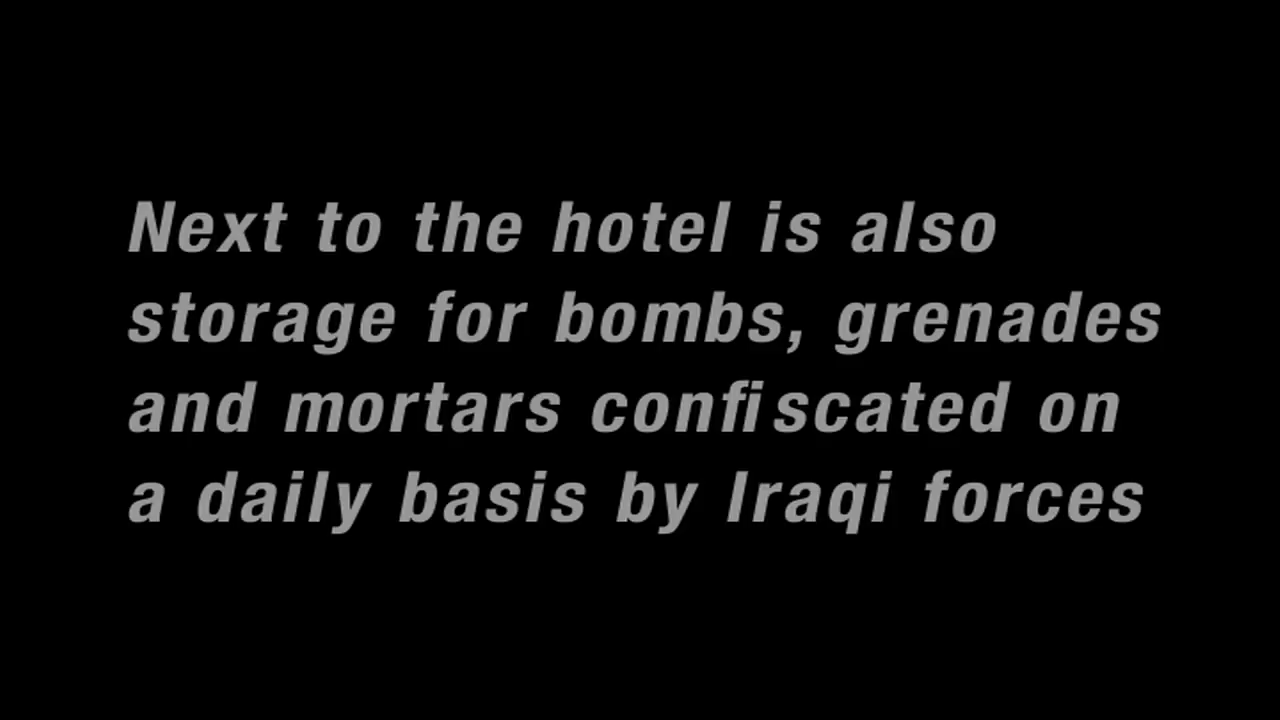 Next to the hotel is also
storage for bombs, grenades
and mortars confiscated on
a daily basis by Iraqi forces